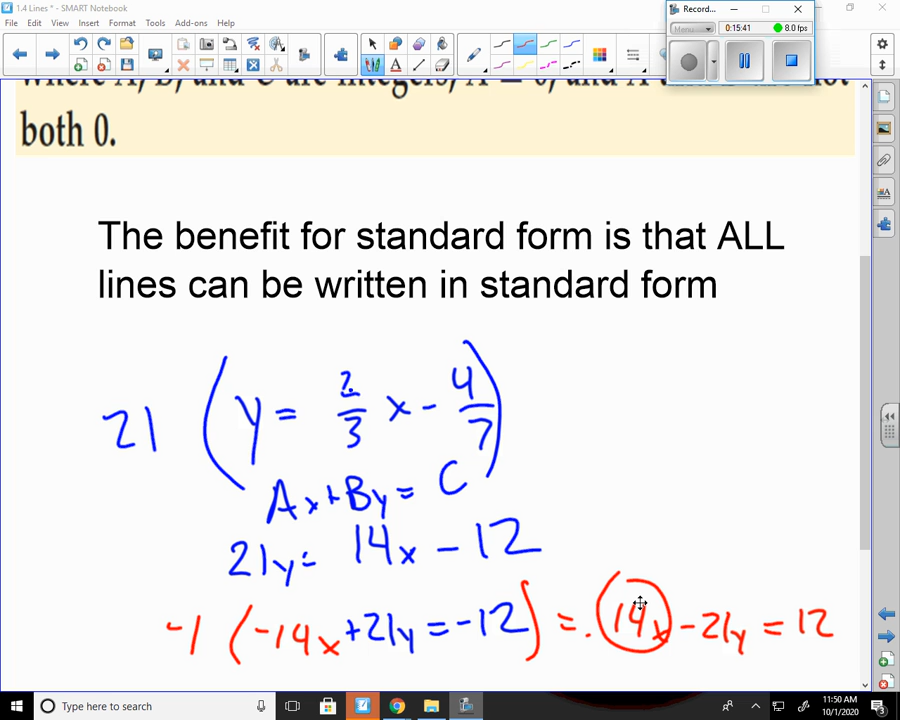 1.4 Lines * - SMART Notebook
File Edit View Insert Format Tools Add-ons Help
Record...
Menu
0:15:41 8.0 fps
both 0.
The benefit for standard form is that ALL
lines can be written in standard form
21 ( y = 2/3 x - 4/7 )
Ax + By = C
21y = 14x - 12
-1 ( -14x + 21y = -12 ) = . 14x - 21y = 12
Type here to search
11:50 AM
10/1/2020
3